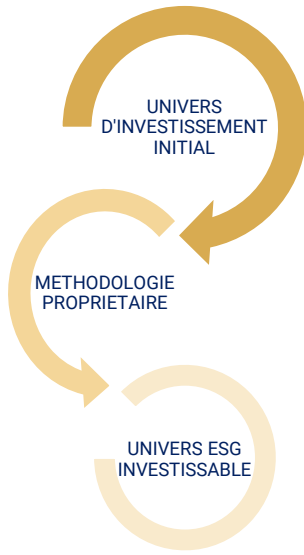 UNIVERS
D'INVESTISSEMENT
INITIAL
METHODOLOGIE
PROPRIETAIRE
UNIVERS ESG
INVESTISSABLE